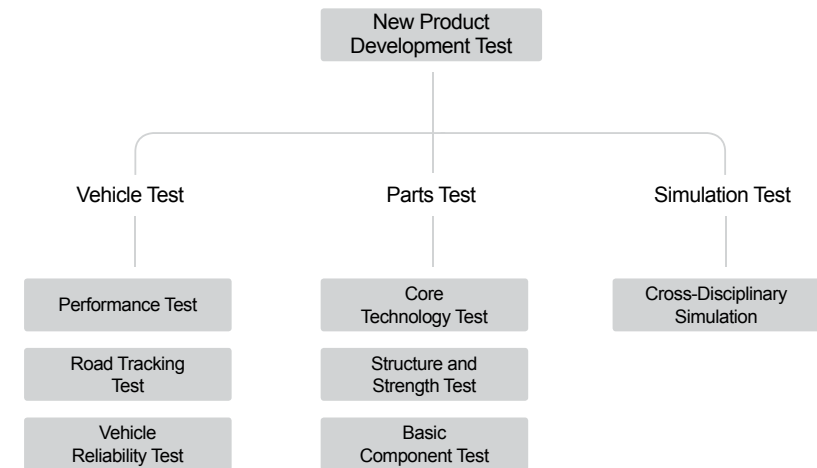 New Product
Development Test
Vehicle Test
Parts Test
Simulation Test
Performance Test
Core
Technology Test
Cross-Disciplinary
Simulation
Road Tracking
Test
Structure and
Strength Test
Vehicle
Reliability Test
Basic
Component Test